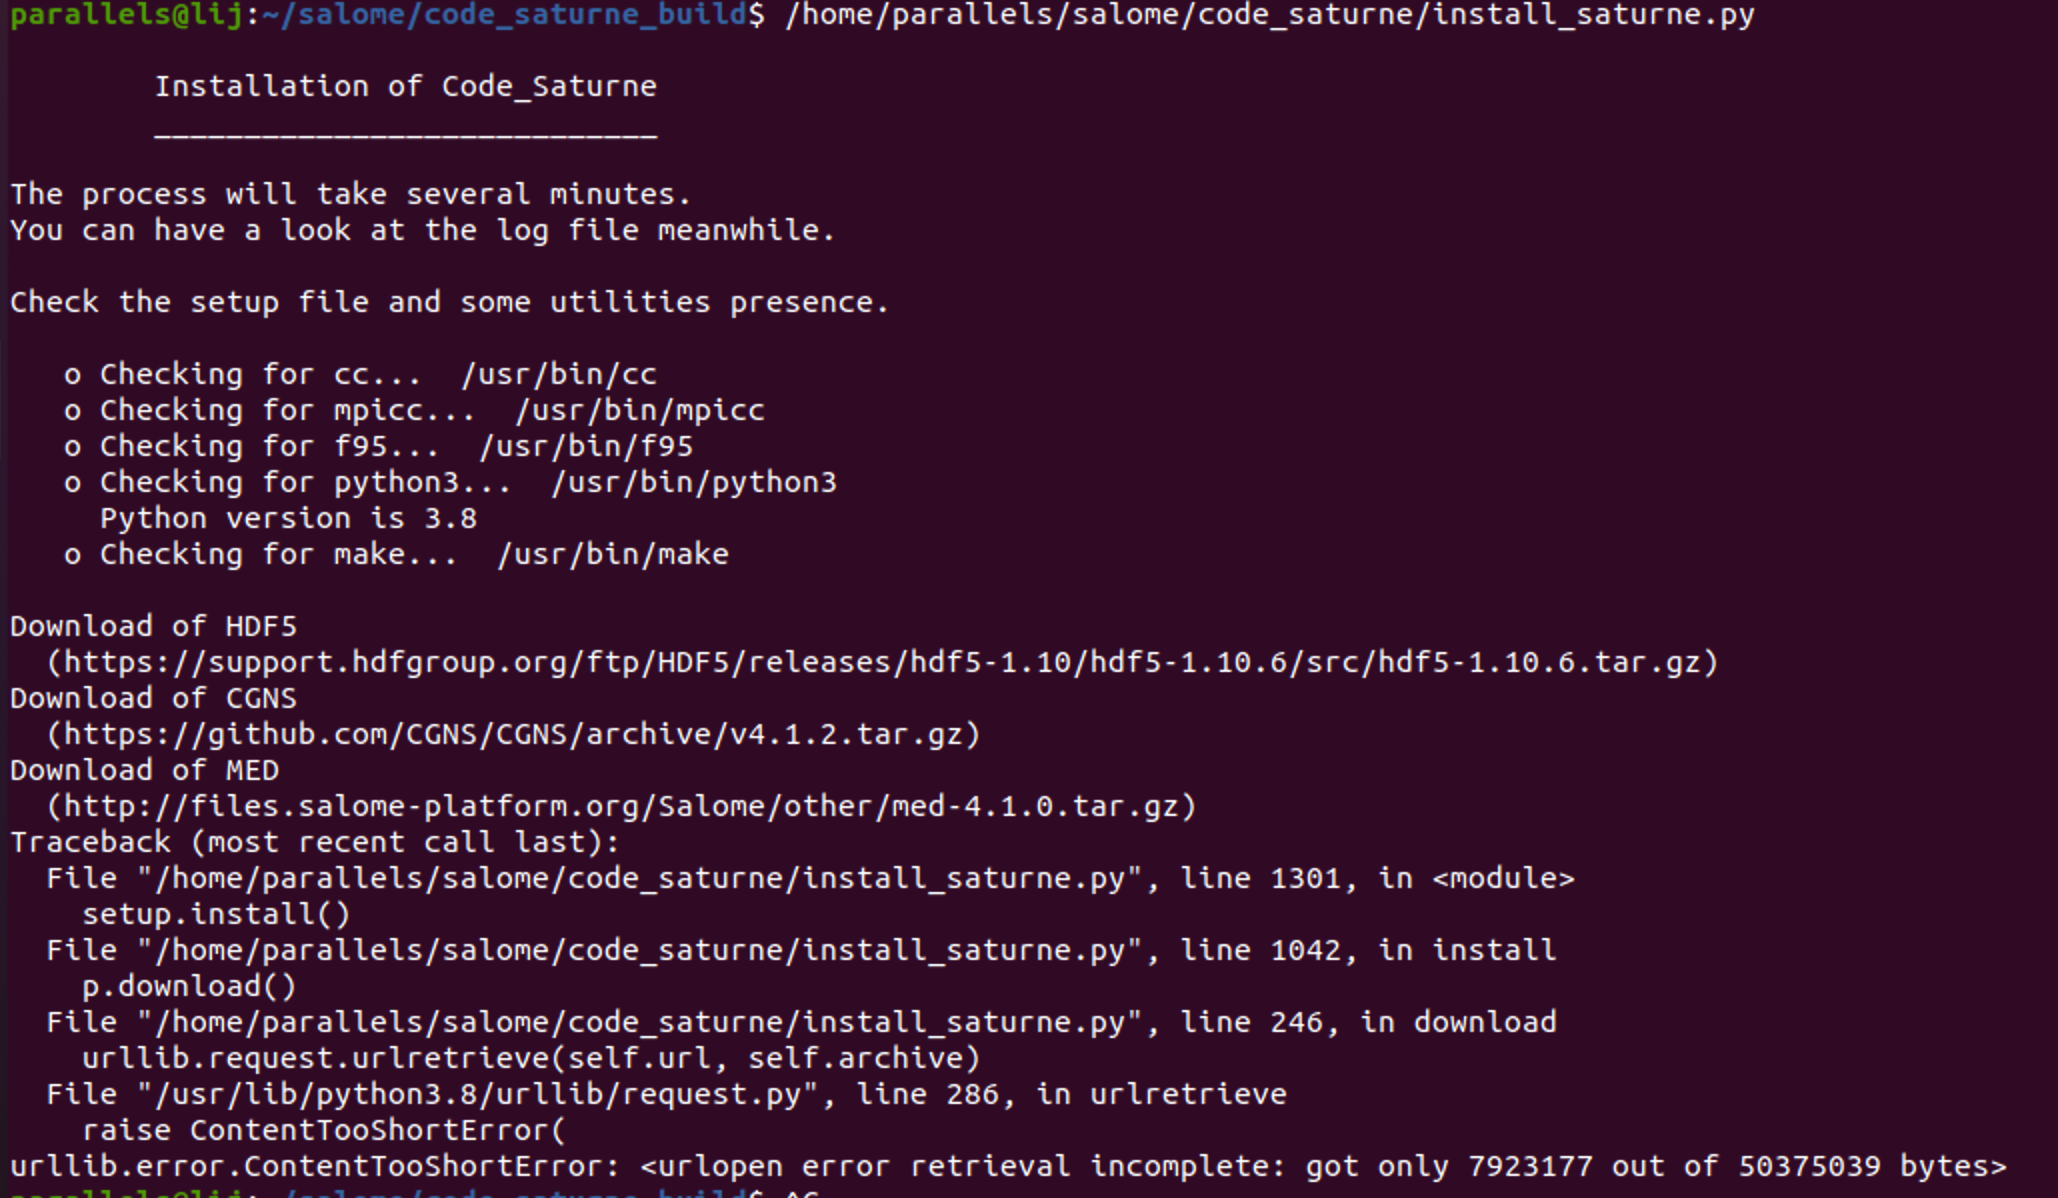 parallels@lij:~/salome/code_saturne_build$ /home/parallels/salome/code_saturne/install_saturne.py
Installation of Code_Saturne
____________________________
The process will take several minutes.
You can have a look at the log file meanwhile.
Check the setup file and some utilities presence.
o Checking for cc...  /usr/bin/cc
o Checking for mpicc...  /usr/bin/mpicc
o Checking for f95...  /usr/bin/f95
o Checking for python3...  /usr/bin/python3
Python version is 3.8
o Checking for make...  /usr/bin/make
Download of HDF5
(https://support.hdfgroup.org/ftp/HDF5/releases/hdf5-1.10/hdf5-1.10.6/src/hdf5-1.10.6.tar.gz)
Download of CGNS
(https://github.com/CGNS/CGNS/archive/v4.1.2.tar.gz)
Download of MED
(http://files.salome-platform.org/Salome/other/med-4.1.0.tar.gz)
Traceback (most recent call last):
File "/home/parallels/salome/code_saturne/install_saturne.py", line 1301, in <module>
setup.install()
File "/home/parallels/salome/code_saturne/install_saturne.py", line 1042, in install
p.download()
File "/home/parallels/salome/code_saturne/install_saturne.py", line 246, in download
urllib.request.urlretrieve(self.url, self.archive)
File "/usr/lib/python3.8/urllib/request.py", line 286, in urlretrieve
raise ContentTooShortError(
urllib.error.ContentTooShortError: <urlopen error retrieval incomplete: got only 7923177 out of 50375039 bytes>
parallels@lij:~/salome/code_saturne_build$ ^C